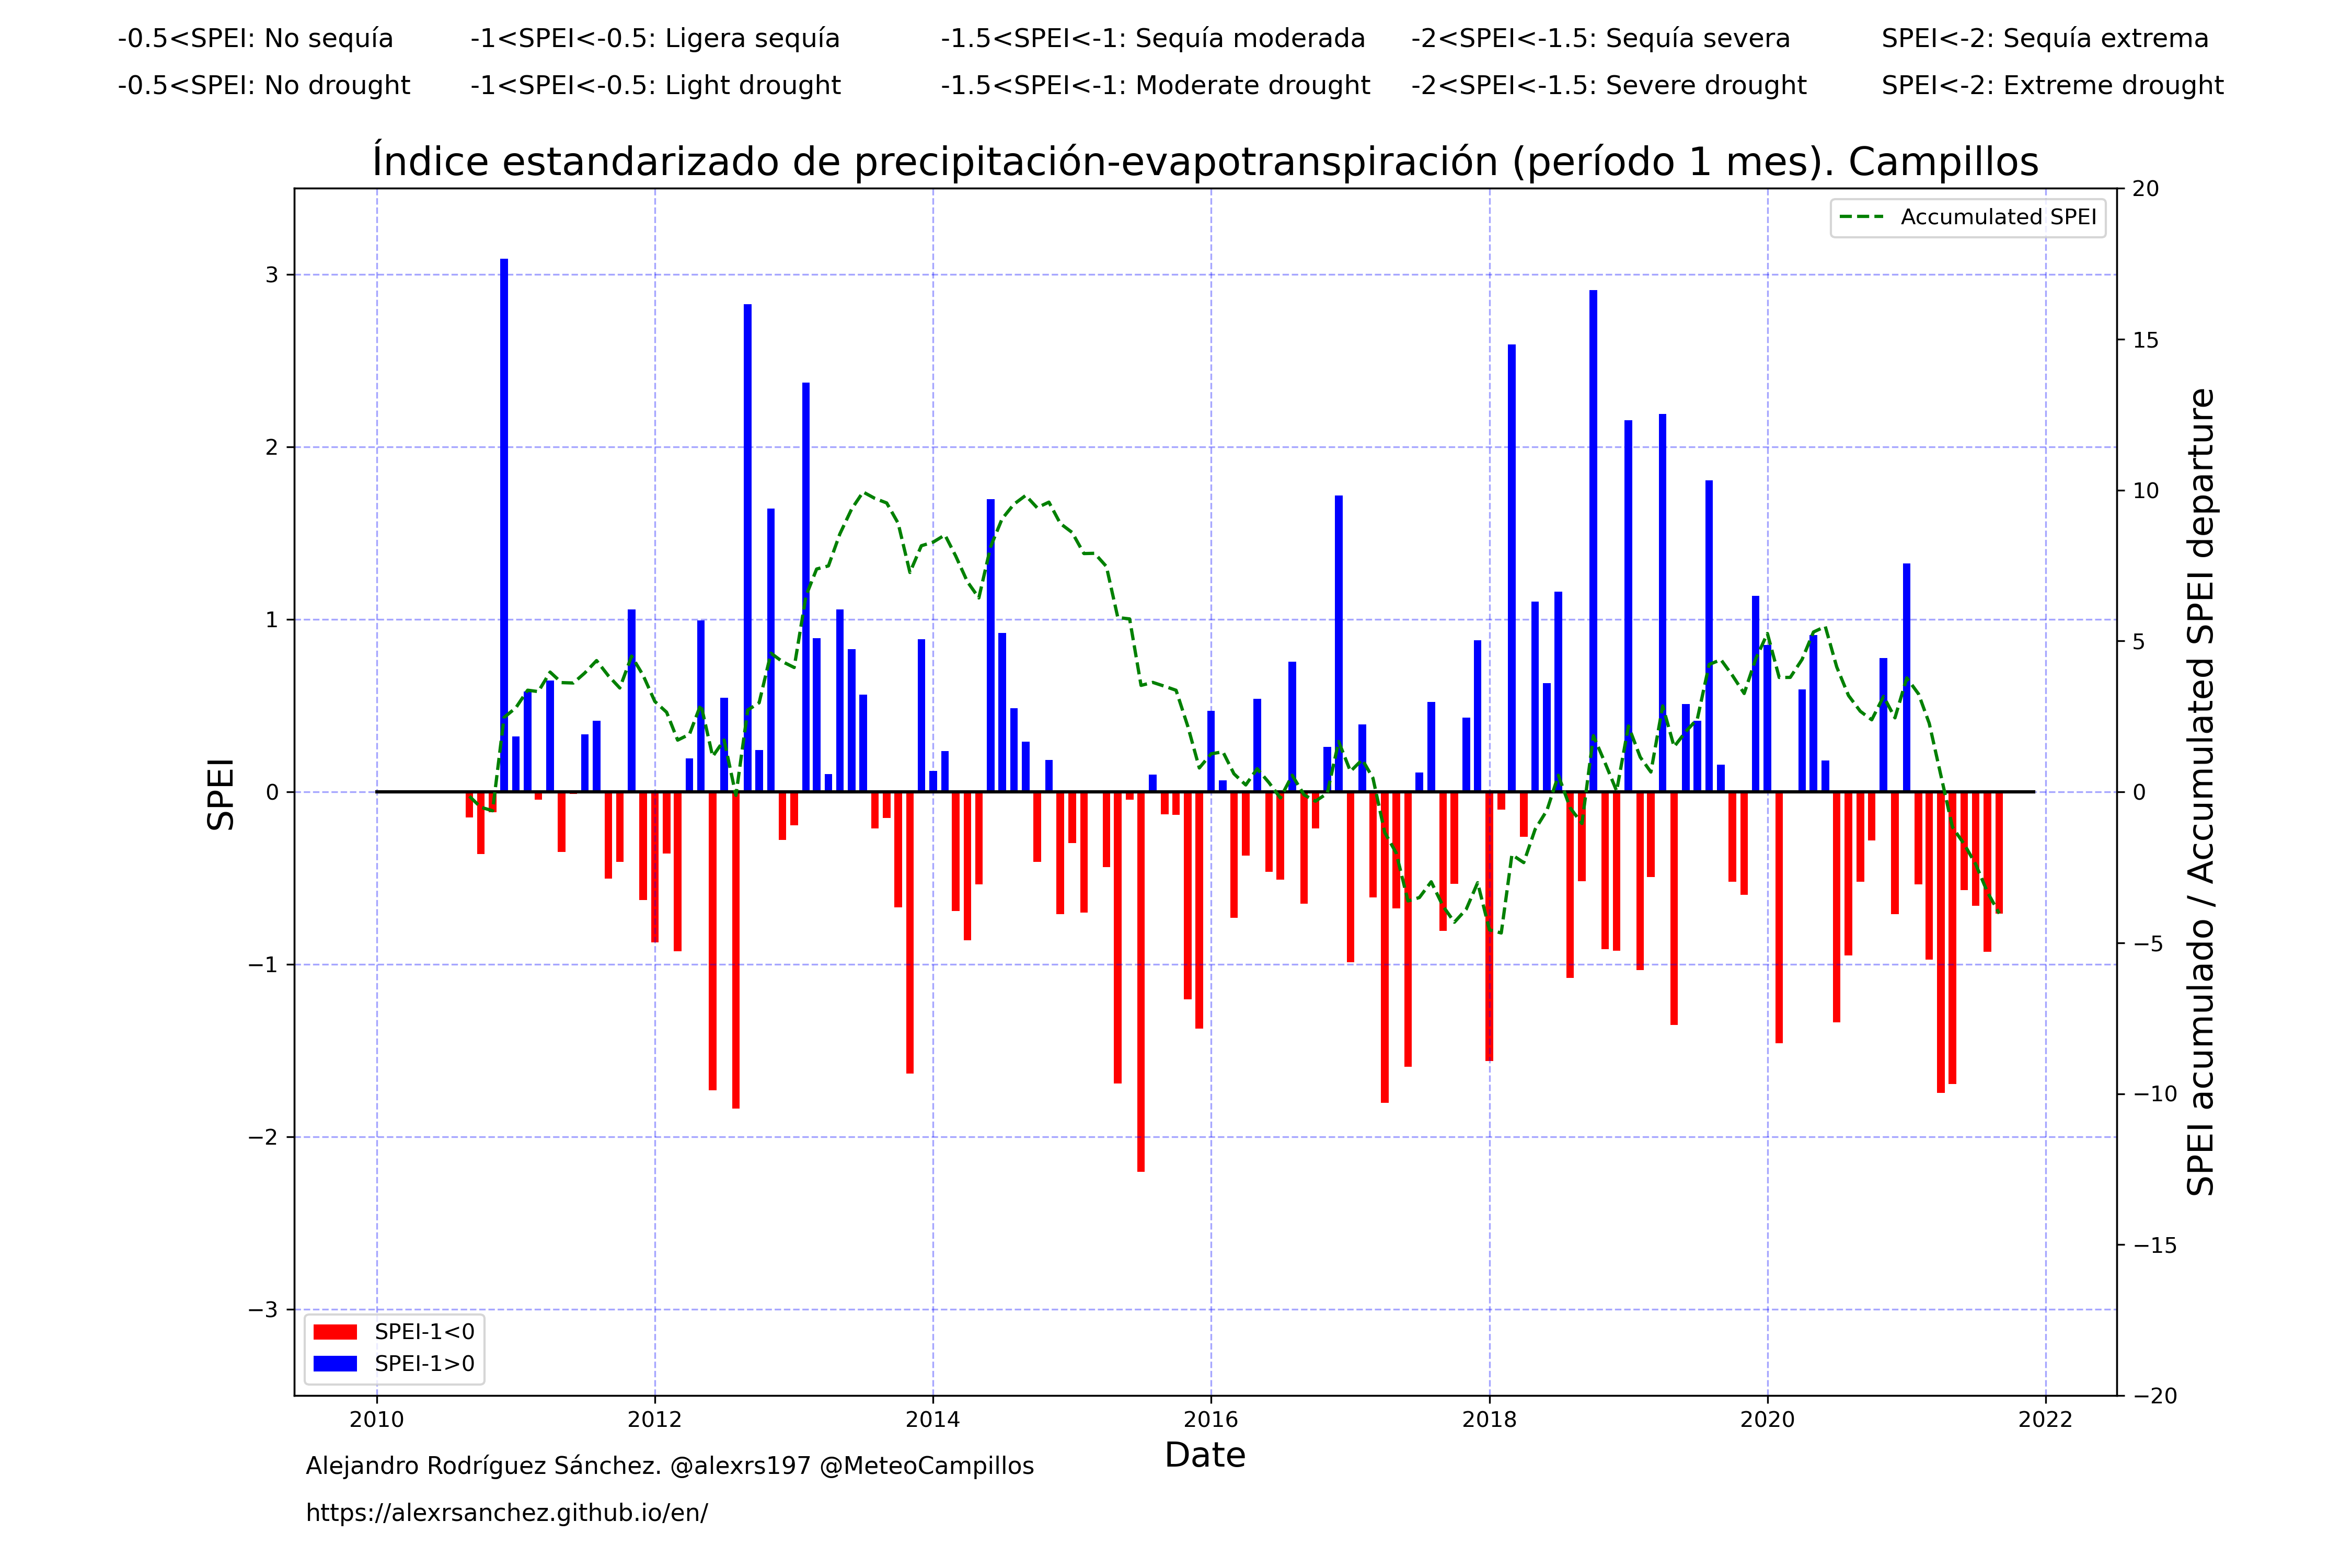 -0.5<SPEI: No sequía -1<SPEI<-0.5: Ligera sequía -1.5<SPEI<-1: Sequía moderada -2<SPEI<-1.5: Sequía severa SPEI<-2: Sequía extrema
-0.5<SPEI: No drought -1<SPEI<-0.5: Light drought -1.5<SPEI<-1: Moderate drought -2<SPEI<-1.5: Severe drought SPEI<-2: Extreme drought
Índice estandarizado de precipitación-evapotranspiración (período 1 mes). Campillos
Accumulated SPEI
3
2
1
0
−1
−2
−3
SPEI
20
15
10
5
0
−5
−10
−15
−20
SPEI acumulado / Accumulated SPEI departure
SPEI-1<0
SPEI-1>0
2010 2012 2014 2016 2018 2020 2022
Date
Alejandro Rodríguez Sánchez. @alexrs197 @MeteoCampillos
https://alexrsanchez.github.io/en/